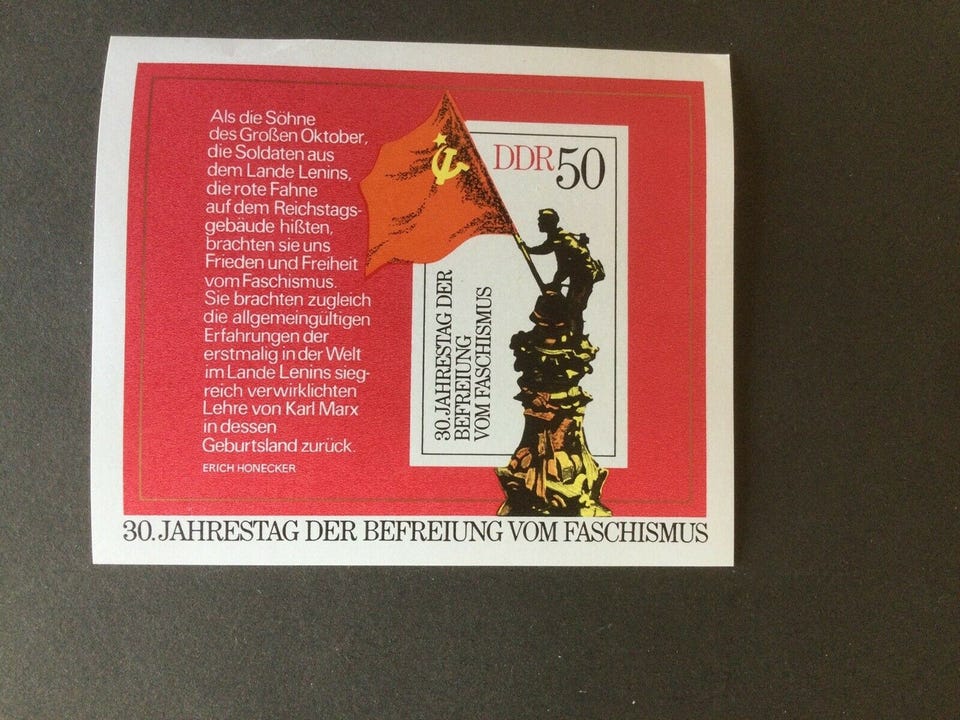 Als die Söhne
des Großen Oktober,
die Soldaten aus
dem Lande Lenins,
die rote Fahne
auf dem Reichstags-
gebäude hißten,
brachten sie uns
Frieden und Freiheit
vom Faschismus.
Sie brachten zugleich
die allgemeingültigen
Erfahrungen der
erstmalig in der Welt
im Lande Lenins sieg-
reich verwirklichten
Lehre von Karl Marx
in dessen
Geburtsland zurück.
ERICH HONECKER
DDR 50
30. JAHRESTAG DER
BEFREIUNG
VOM FASCHISMUS
30. JAHRESTAG DER BEFREIUNG VOM FASCHISMUS